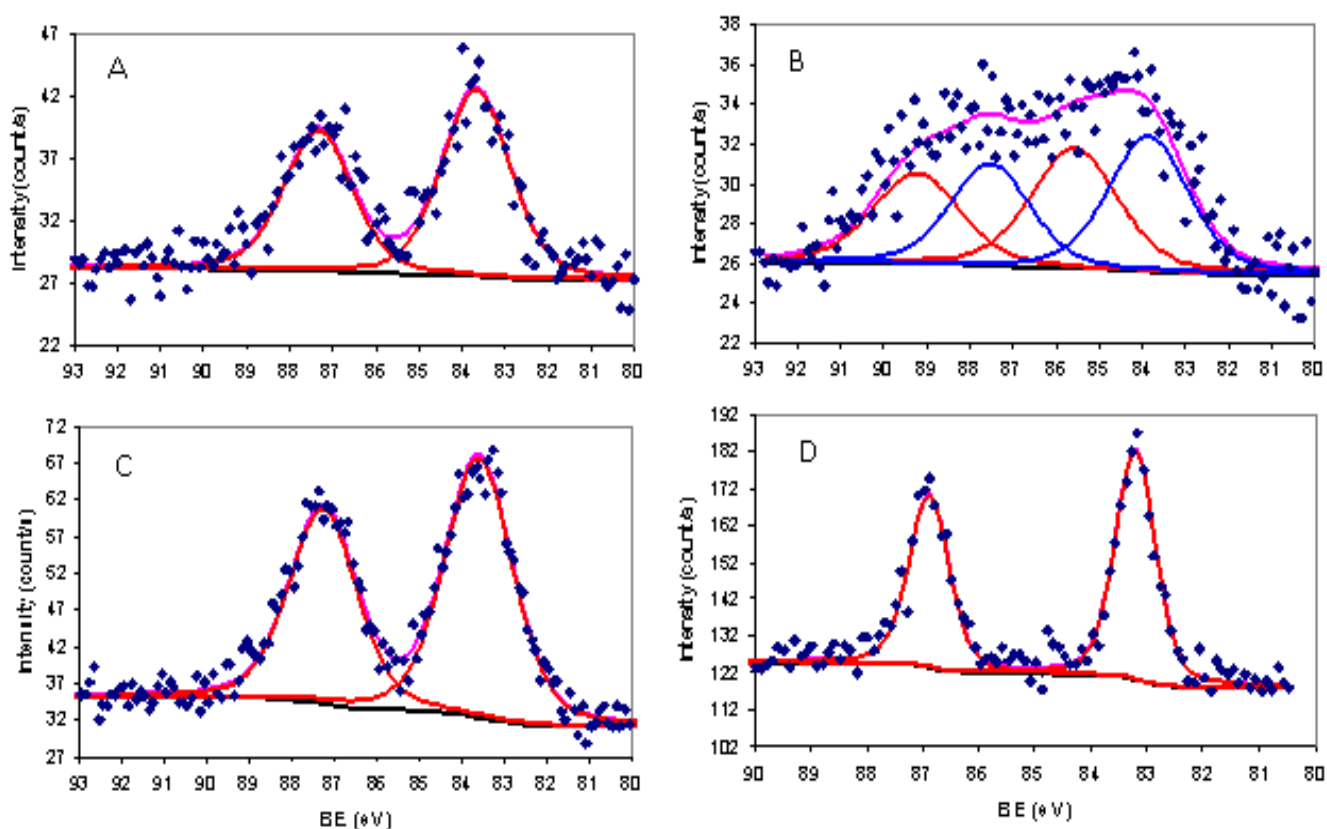 A
Intensity (counts)
47
42
37
32
27
22
93 92 91 90 89 88 87 86 85 84 83 82 81 80
B
Intensity (counts)
38
36
34
32
30
28
26
24
22
93 92 91 90 89 88 87 86 85 84 83 82 81 80
C
Intensity (counts/s)
72
67
62
57
52
47
42
37
32
27
93 92 91 90 89 88 87 86 85 84 83 82 81 80
BE (eV)
D
Intensity (counts)
192
182
172
162
152
142
132
122
112
102
90 89 88 87 86 85 84 83 82 81 80
BE (eV)